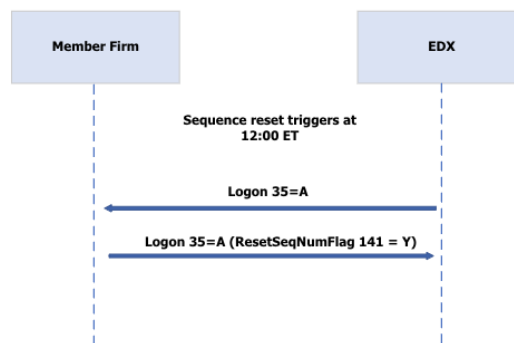 Member Firm
EDX
Sequence reset triggers at
12:00 ET
Logon 35=A
Logon 35=A (ResetSeqNumFlag 141 = Y)